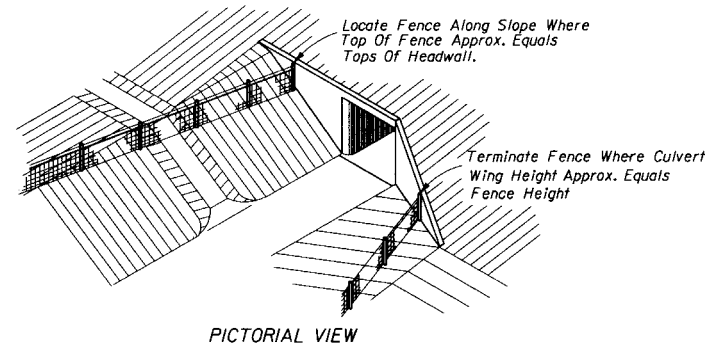 Locate Fence Along Slope Where
Top Of Fence Approx. Equals
Tops Of Headwall.
Terminate Fence Where Culvert
Wing Height Approx. Equals
Fence Height
PICTORIAL VIEW